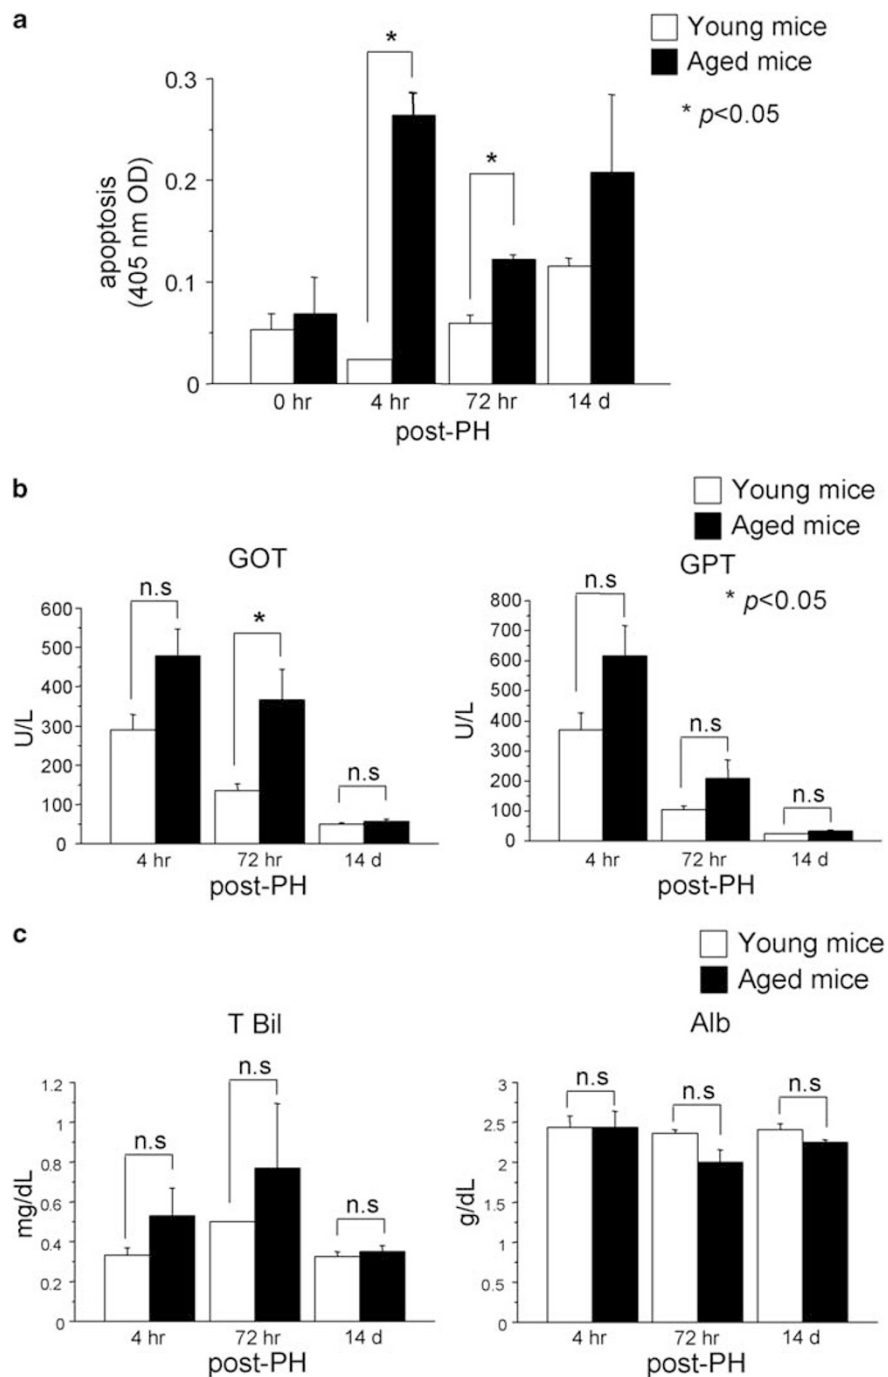 a
Young mice
Aged mice
* p<0.05
*
*
0.3
0.2
0.1
0
apoptosis
(405 nm OD)
0 hr 4 hr 72 hr 14 d
post-PH
b
Young mice
Aged mice
GOT
n.s
*
n.s
600
500
400
300
200
100
0
U/L
4 hr 72 hr 14 d
post-PH
GPT
* p<0.05
n.s
n.s
n.s
800
700
600
500
400
300
200
100
0
U/L
4 hr 72 hr 14 d
post-PH
c
Young mice
Aged mice
T Bil
n.s
n.s
n.s
1.2
1
0.8
0.6
0.4
0.2
0
mg/dL
4 hr 72 hr 14 d
post-PH
Alb
n.s
n.s
n.s
3
2.5
2
1.5
1
0.5
0
g/dL
4 hr 72 hr 14 d
post-PH